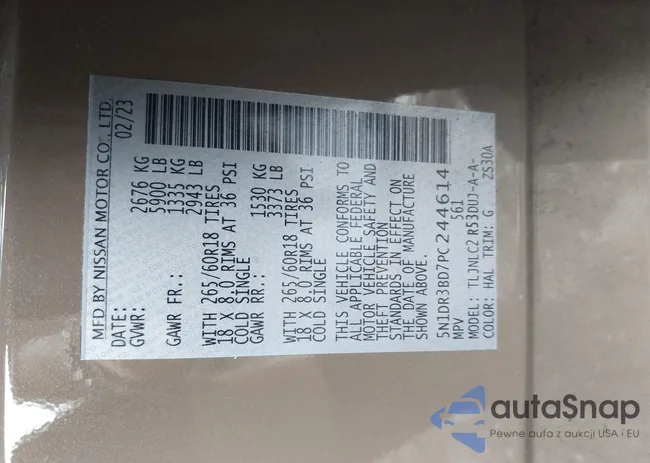 MFD BY NISSAN MOTOR CO., LTD.
DATE: 02/23
GVWR: 2676 KG
5900 LB
GAWR FR.: 1335 KG
2943 LB
WITH 265/60R18 TIRES
18 X 8.0 RIMS AT 36 PSI
COLD SINGLE
GAWR RR.: 1530 KG
3373 LB
WITH 265/60R18 TIRES
18 X 8.0 RIMS AT 36 PSI
COLD SINGLE
THIS VEHICLE CONFORMS TO
ALL APPLICABLE FEDERAL
MOTOR VEHICLE SAFETY AND
THEFT PREVENTION
STANDARDS IN EFFECT ON
THE DATE OF MANUFACTURE
SHOWN ABOVE.
5N1DR3BD7PC244614
MPV 561
MODEL: TLJNLC2 R53DUJ-A-A-
COLOR: HAL TRIM: G ZS30A
autaSnap
Pewne auta z aukcji USA i EU